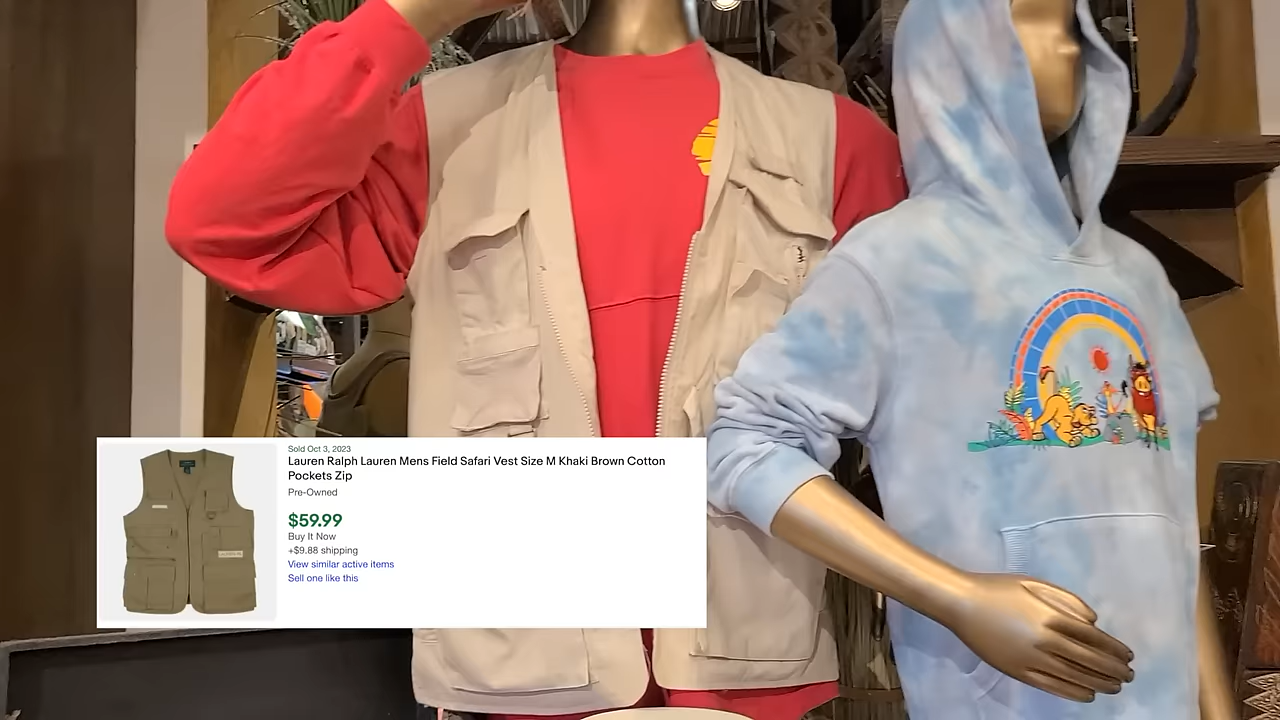 Sold Oct 3, 2023
Lauren Ralph Lauren Mens Field Safari Vest Size M Khaki Brown Cotton
Pockets Zip
Pre-Owned
$59.99
Buy It Now
+$9.88 shipping
View similar active items
Sell one like this